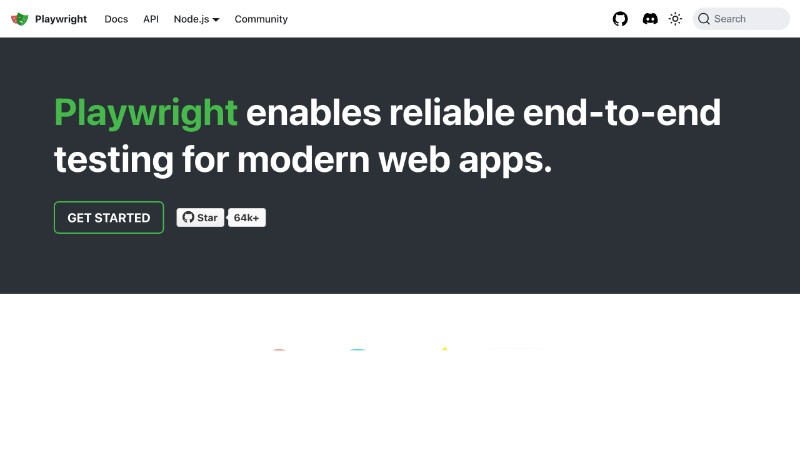 Playwright Docs API Node.js Community Search
Playwright enables reliable end-to-end
testing for modern web apps.
GET STARTED Star 64k+